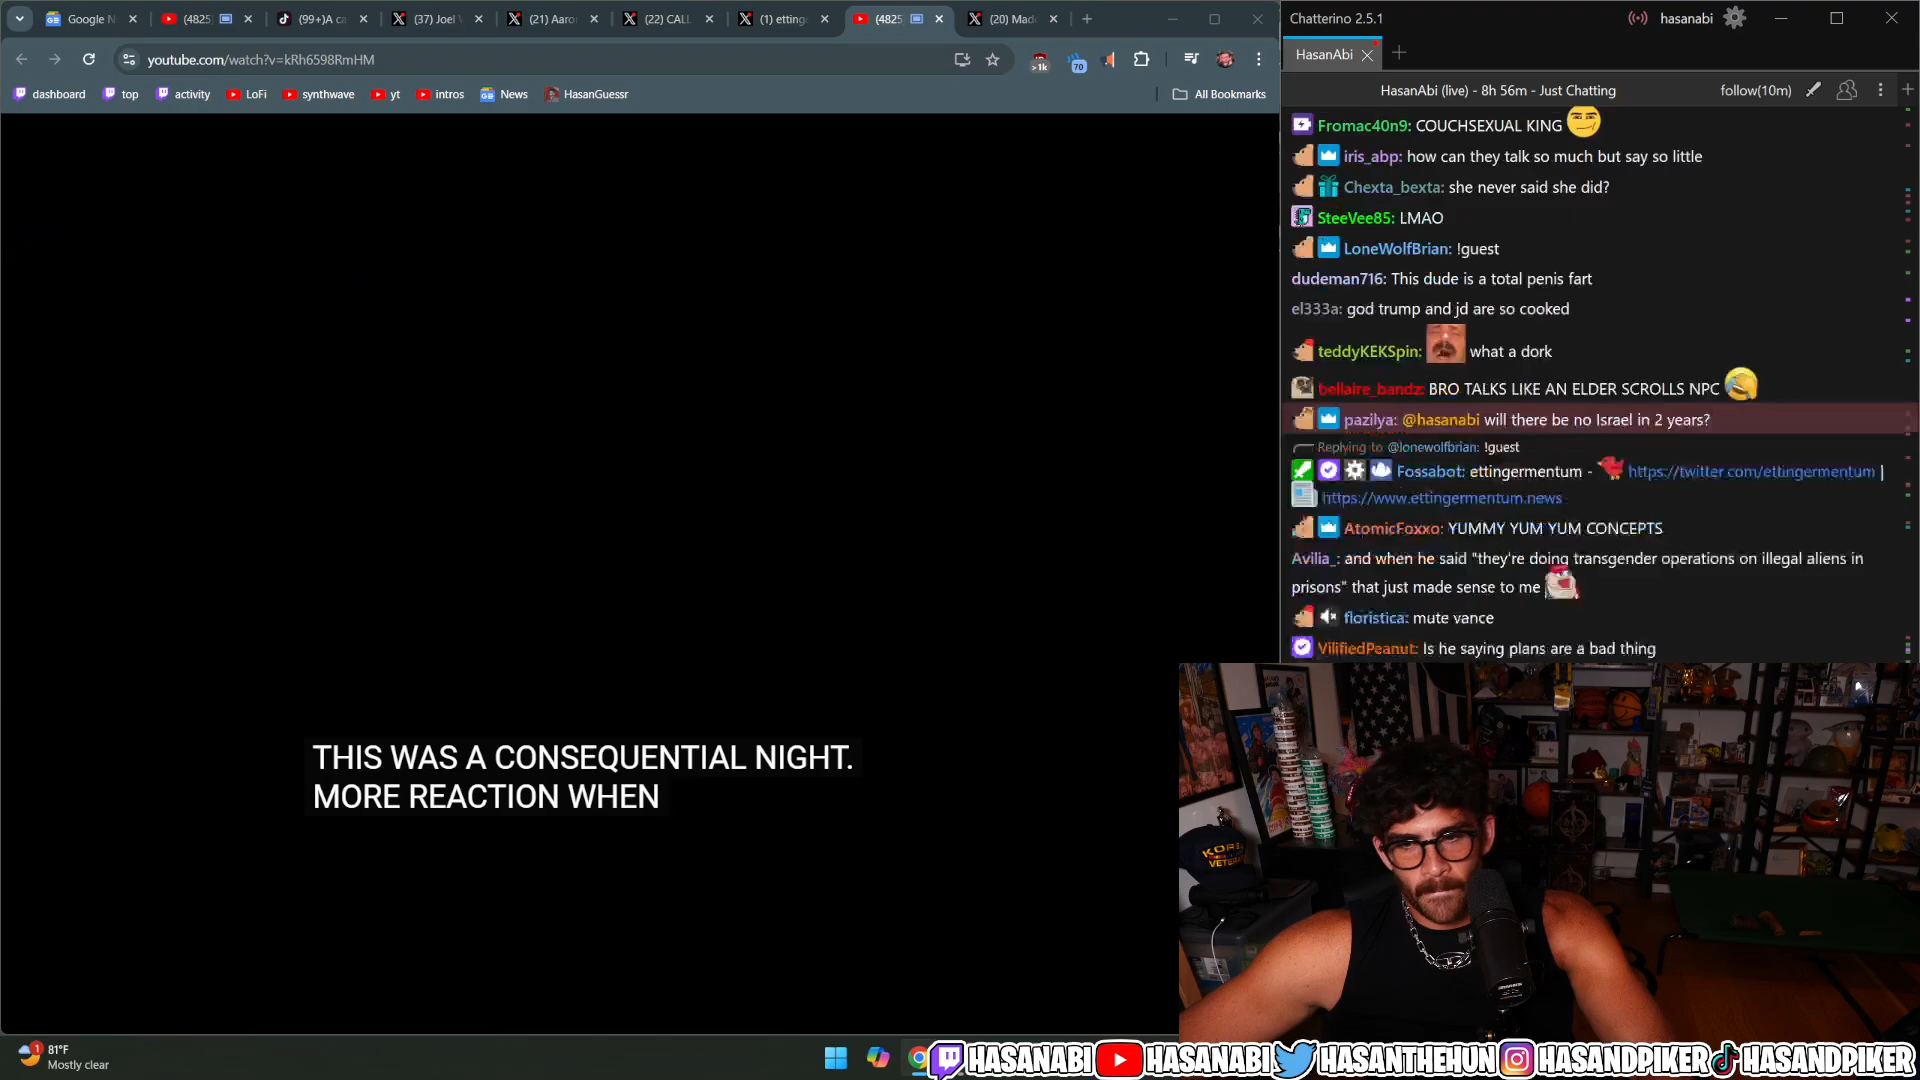 Google N
(4825
(99+)A ca
(37) Joel V
(21) Aaro
(22) CALL
(1) etting
(4825
(20) Made
youtube.com/watch?v=kRh6598RmHM
>1k
70
dashboard
top
activity
LoFi
synthwave
yt
intros
News
HasanGuessr
All Bookmarks
THIS WAS A CONSEQUENTIAL NIGHT.
MORE REACTION WHEN
Chatterino 2.5.1
hasanabi
HasanAbi
HasanAbi (live) - 8h 56m - Just Chatting
follow(10m)
Fromac40n9: COUCHSEXUAL KING
iris_abp: how can they talk so much but say so little
Chexta_bexta: she never said she did?
SteeVee85: LMAO
LoneWolfBrian: !guest
dudeman716: This dude is a total penis fart
el333a: god trump and jd are so cooked
teddyKEKSpin: what a dork
bellaire_bandz: BRO TALKS LIKE AN ELDER SCROLLS NPC
pazilya: @hasanabi will there be no Israel in 2 years?
Replying to @lonewolfbrian: !guest
Fossabot: ettingermentum - https://twitter.com/ettingermentum |
https://www.ettingermentum.news
AtomicFoxxo: YUMMY YUM YUM CONCEPTS
Avilia_: and when he said "they're doing transgender operations on illegal aliens in
prisons" that just made sense to me
floristica: mute vance
VilifiedPeanut: Is he saying plans are a bad thing
KOREA
VETERAN
1
81°F
Mostly clear
HASANABI
HASANABI
HASANTHEHUN
HASANDPIKER
HASANDPIKER